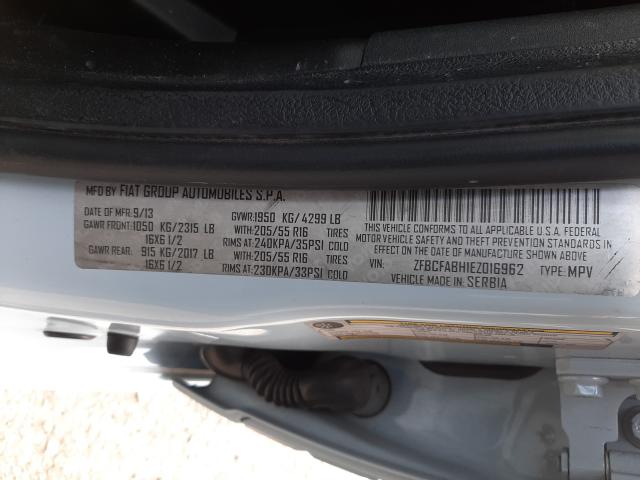 MFD BY FIAT GROUP AUTOMOBILES S.P.A.
DATE OF MFR. 9/13 GVWR: 1950 KG/ 4299 LB
GAWR FRONT: 1050 KG/2315 LB WITH: 205/55 R16 TIRES
16X6 1/2 RIMS AT: 240KPA/35PSI COLD
GAWR REAR: 915 KG/2017 LB WITH: 205/55 R16 TIRES
16X6 1/2 RIMS AT: 230KPA/33PSI COLD
THIS VEHICLE CONFORMS TO ALL APPLICABLE U.S.A. FEDERAL
MOTOR VEHICLE SAFETY, BUMPER, AND THEFT PREVENTION STANDARDS
IN EFFECT ON THE DATE OF MANUFACTURE SHOWN ABOVE.
VIN: ZFBCFABH1EZ016962 TYPE: MPV
VEHICLE MADE IN: SERBIA